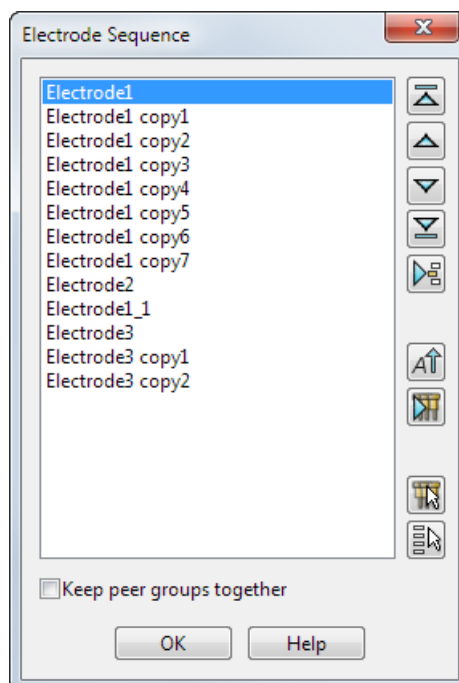 Electrode Sequence
Electrode1
Electrode1 copy1
Electrode1 copy2
Electrode1 copy3
Electrode1 copy4
Electrode1 copy5
Electrode1 copy6
Electrode1 copy7
Electrode2
Electrode1_1
Electrode3
Electrode3 copy1
Electrode3 copy2
A
Keep peer groups together
OK
Help